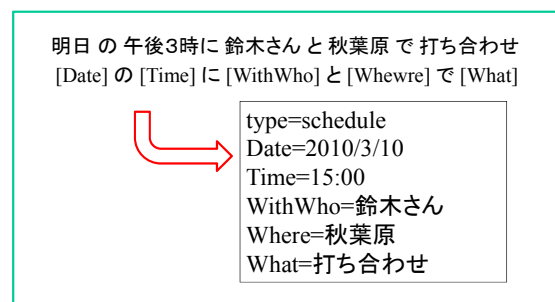 明日 の 午後３時に 鈴木さん と 秋葉原 で 打ち合わせ
[Date] の [Time] に [WithWho] と [Whewre] で [What]
type=schedule
Date=2010/3/10
Time=15:00
WithWho=鈴木さん
Where=秋葉原
What=打ち合わせ